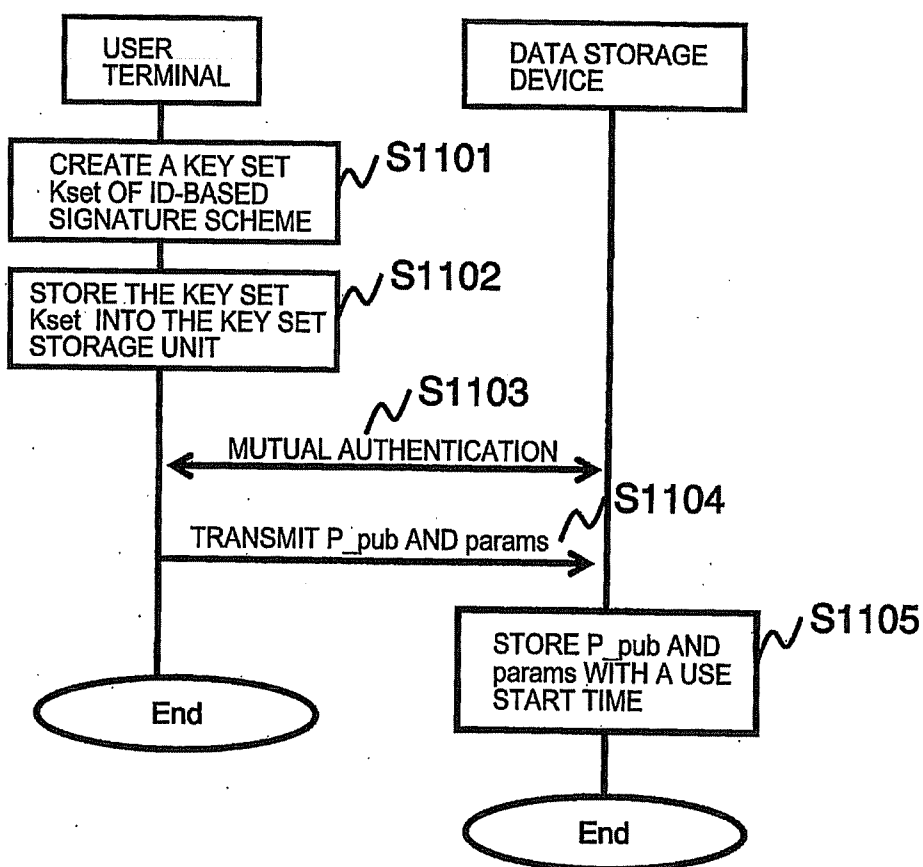 USER
TERMINAL
DATA STORAGE
DEVICE
CREATE A KEY SET
Kset OF ID-BASED
SIGNATURE SCHEME
S1101
STORE THE KEY SET
Kset INTO THE KEY SET
STORAGE UNIT
S1102
S1103
MUTUAL AUTHENTICATION
S1104
TRANSMIT P_pub AND params
STORE P_pub AND
params WITH A USE
START TIME
S1105
End
End